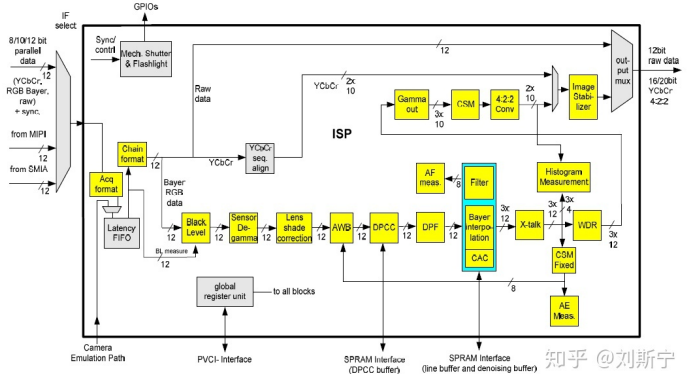 IF
select
GPIOs
8/10/12 bit
parallel
data
12
(YCbCr,
RGB Bayer,
raw)
+ sync.
from MIPI
12
from SMIA
12
Sync/
contrl
Mech. Shutter
& Flashlight
12
Raw
data
YCbCr
2x
10
out-
put
mux
12bit
raw data
16/20bit
YCbCr
4:2:2
Gamma
out
3x
10
CSM
4:2:2
Conv
2x
10
Image
Stabi-
lizer
ISP
Chain
format
12
YCbCr
YCbCr
seq.
align
Acq
format
Bayer
RGB
data
Latency
FIFO
12
Black
Level
BL measure
12
12
Sensor
De-
gamma
12
Lens
shade
correction
12
AWB
12
DPCC
12
DPF
12
AF
meas.
8
Filter
Bayer
interpo-
lation
CAC
3x
12
X-talk
3x
12
3x
4
Histogram
Measurement
WDR
3x
12
CSM
Fixed
8
AE
Meas.
global
register unit
to all blocks
Camera
Emulation Path
PVCI- Interface
SPRAM Interface
(DPCC buffer)
SPRAM Interface
(line buffer and denoising buffer)
知乎 @刘斯宁